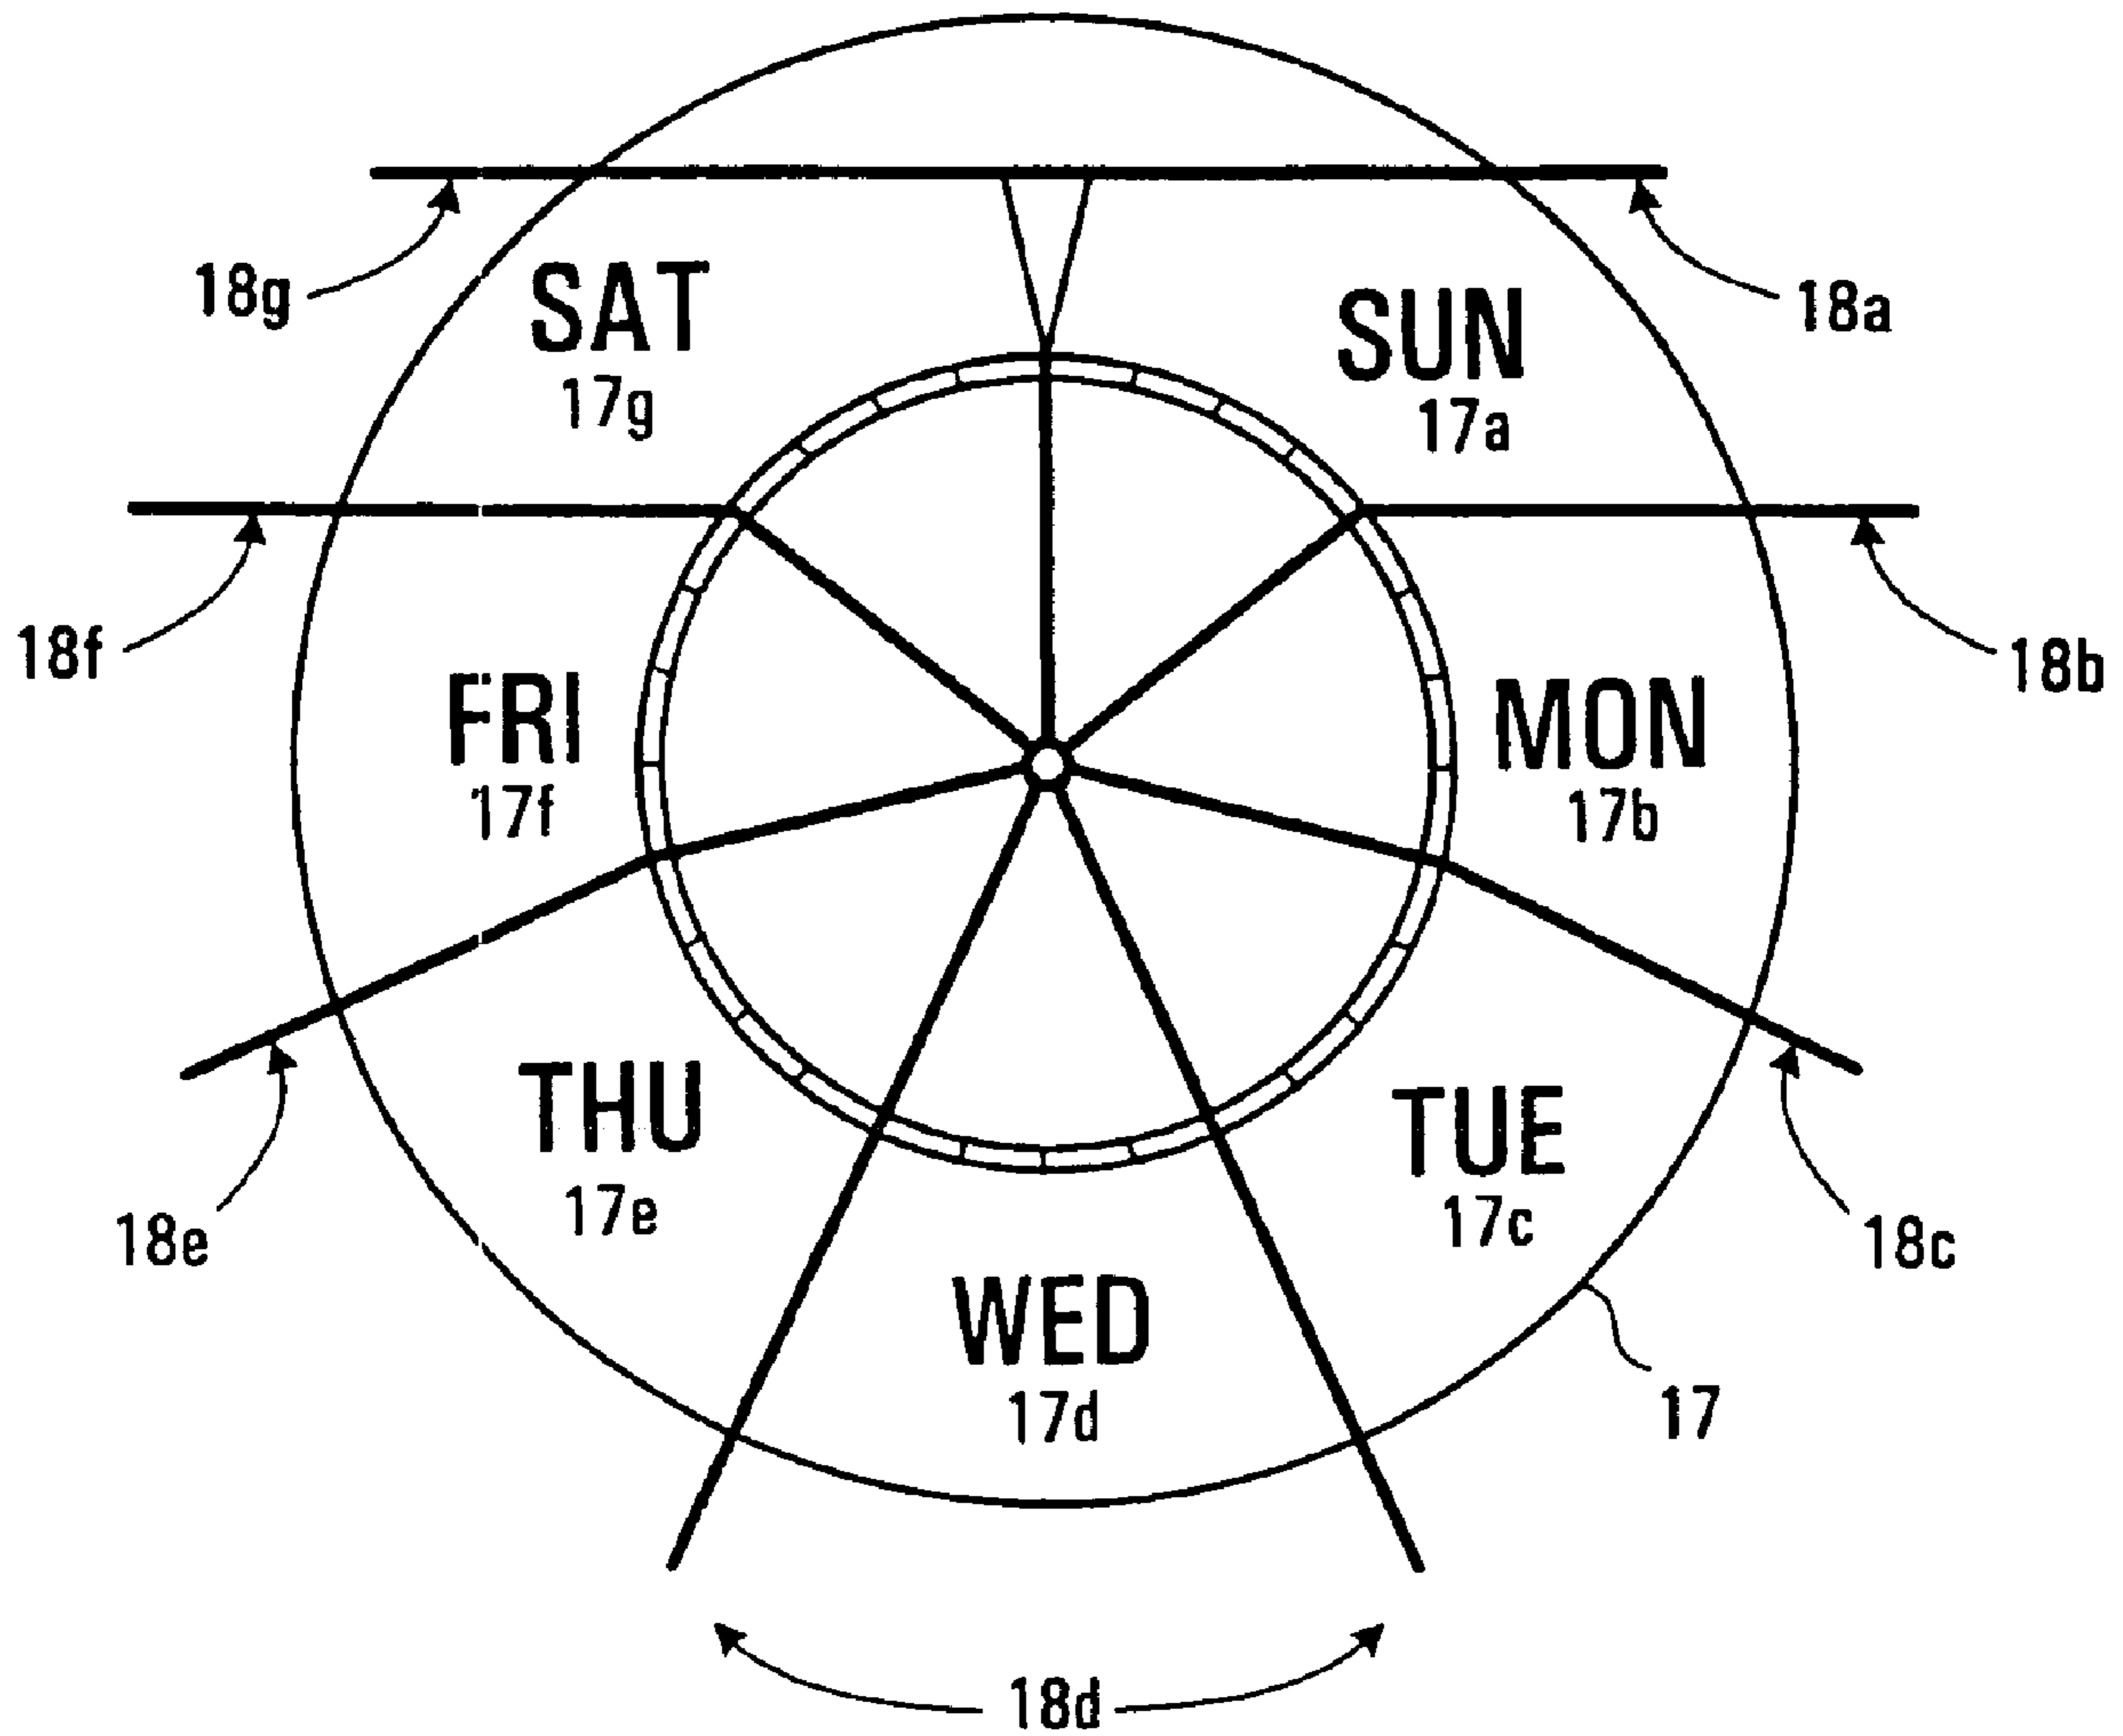 18g
SAT
17g
SUN
17a
18a
18f
FRI
17f
MON
17b
18b
THU
17e
18e
TUE
17c
18c
WED
17d
17
18d